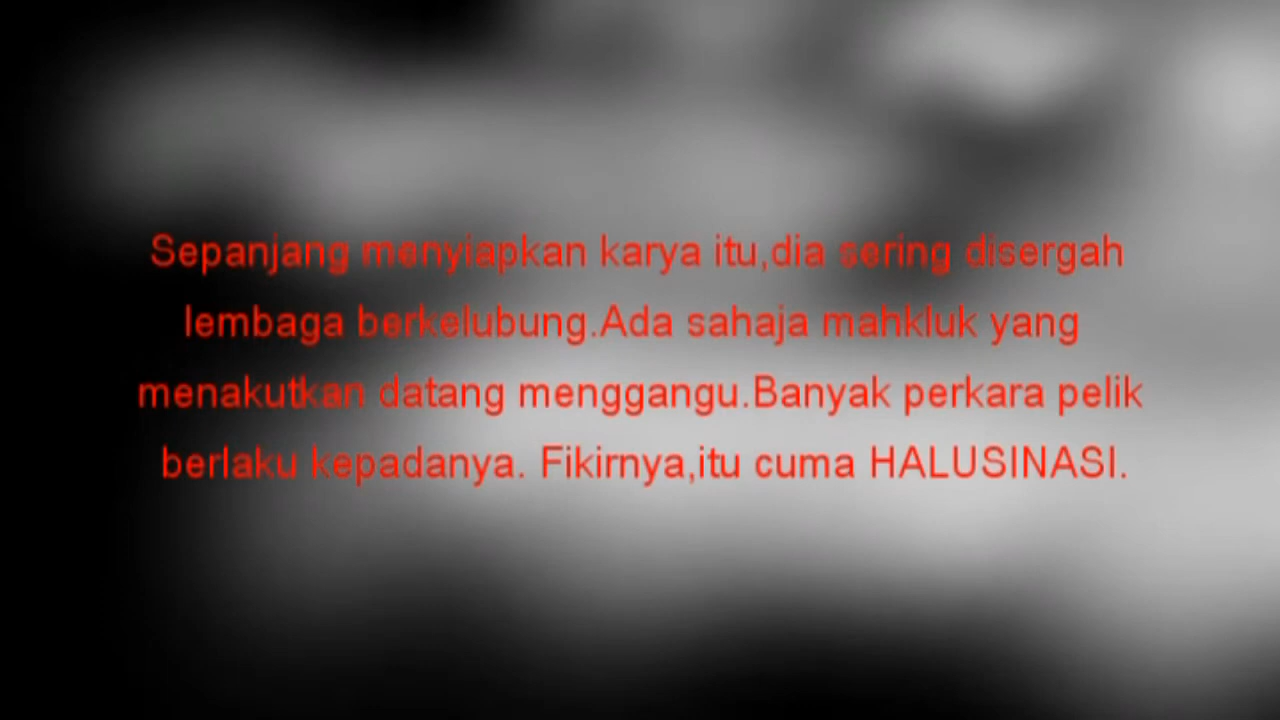 Sepanjang menyiapkan karya itu,dia sering disergah
lembaga berkelubung.Ada sahaja mahkluk yang
menakutkan datang menggangu.Banyak perkara pelik
berlaku kepadanya. Fikirnya,itu cuma HALUSINASI.